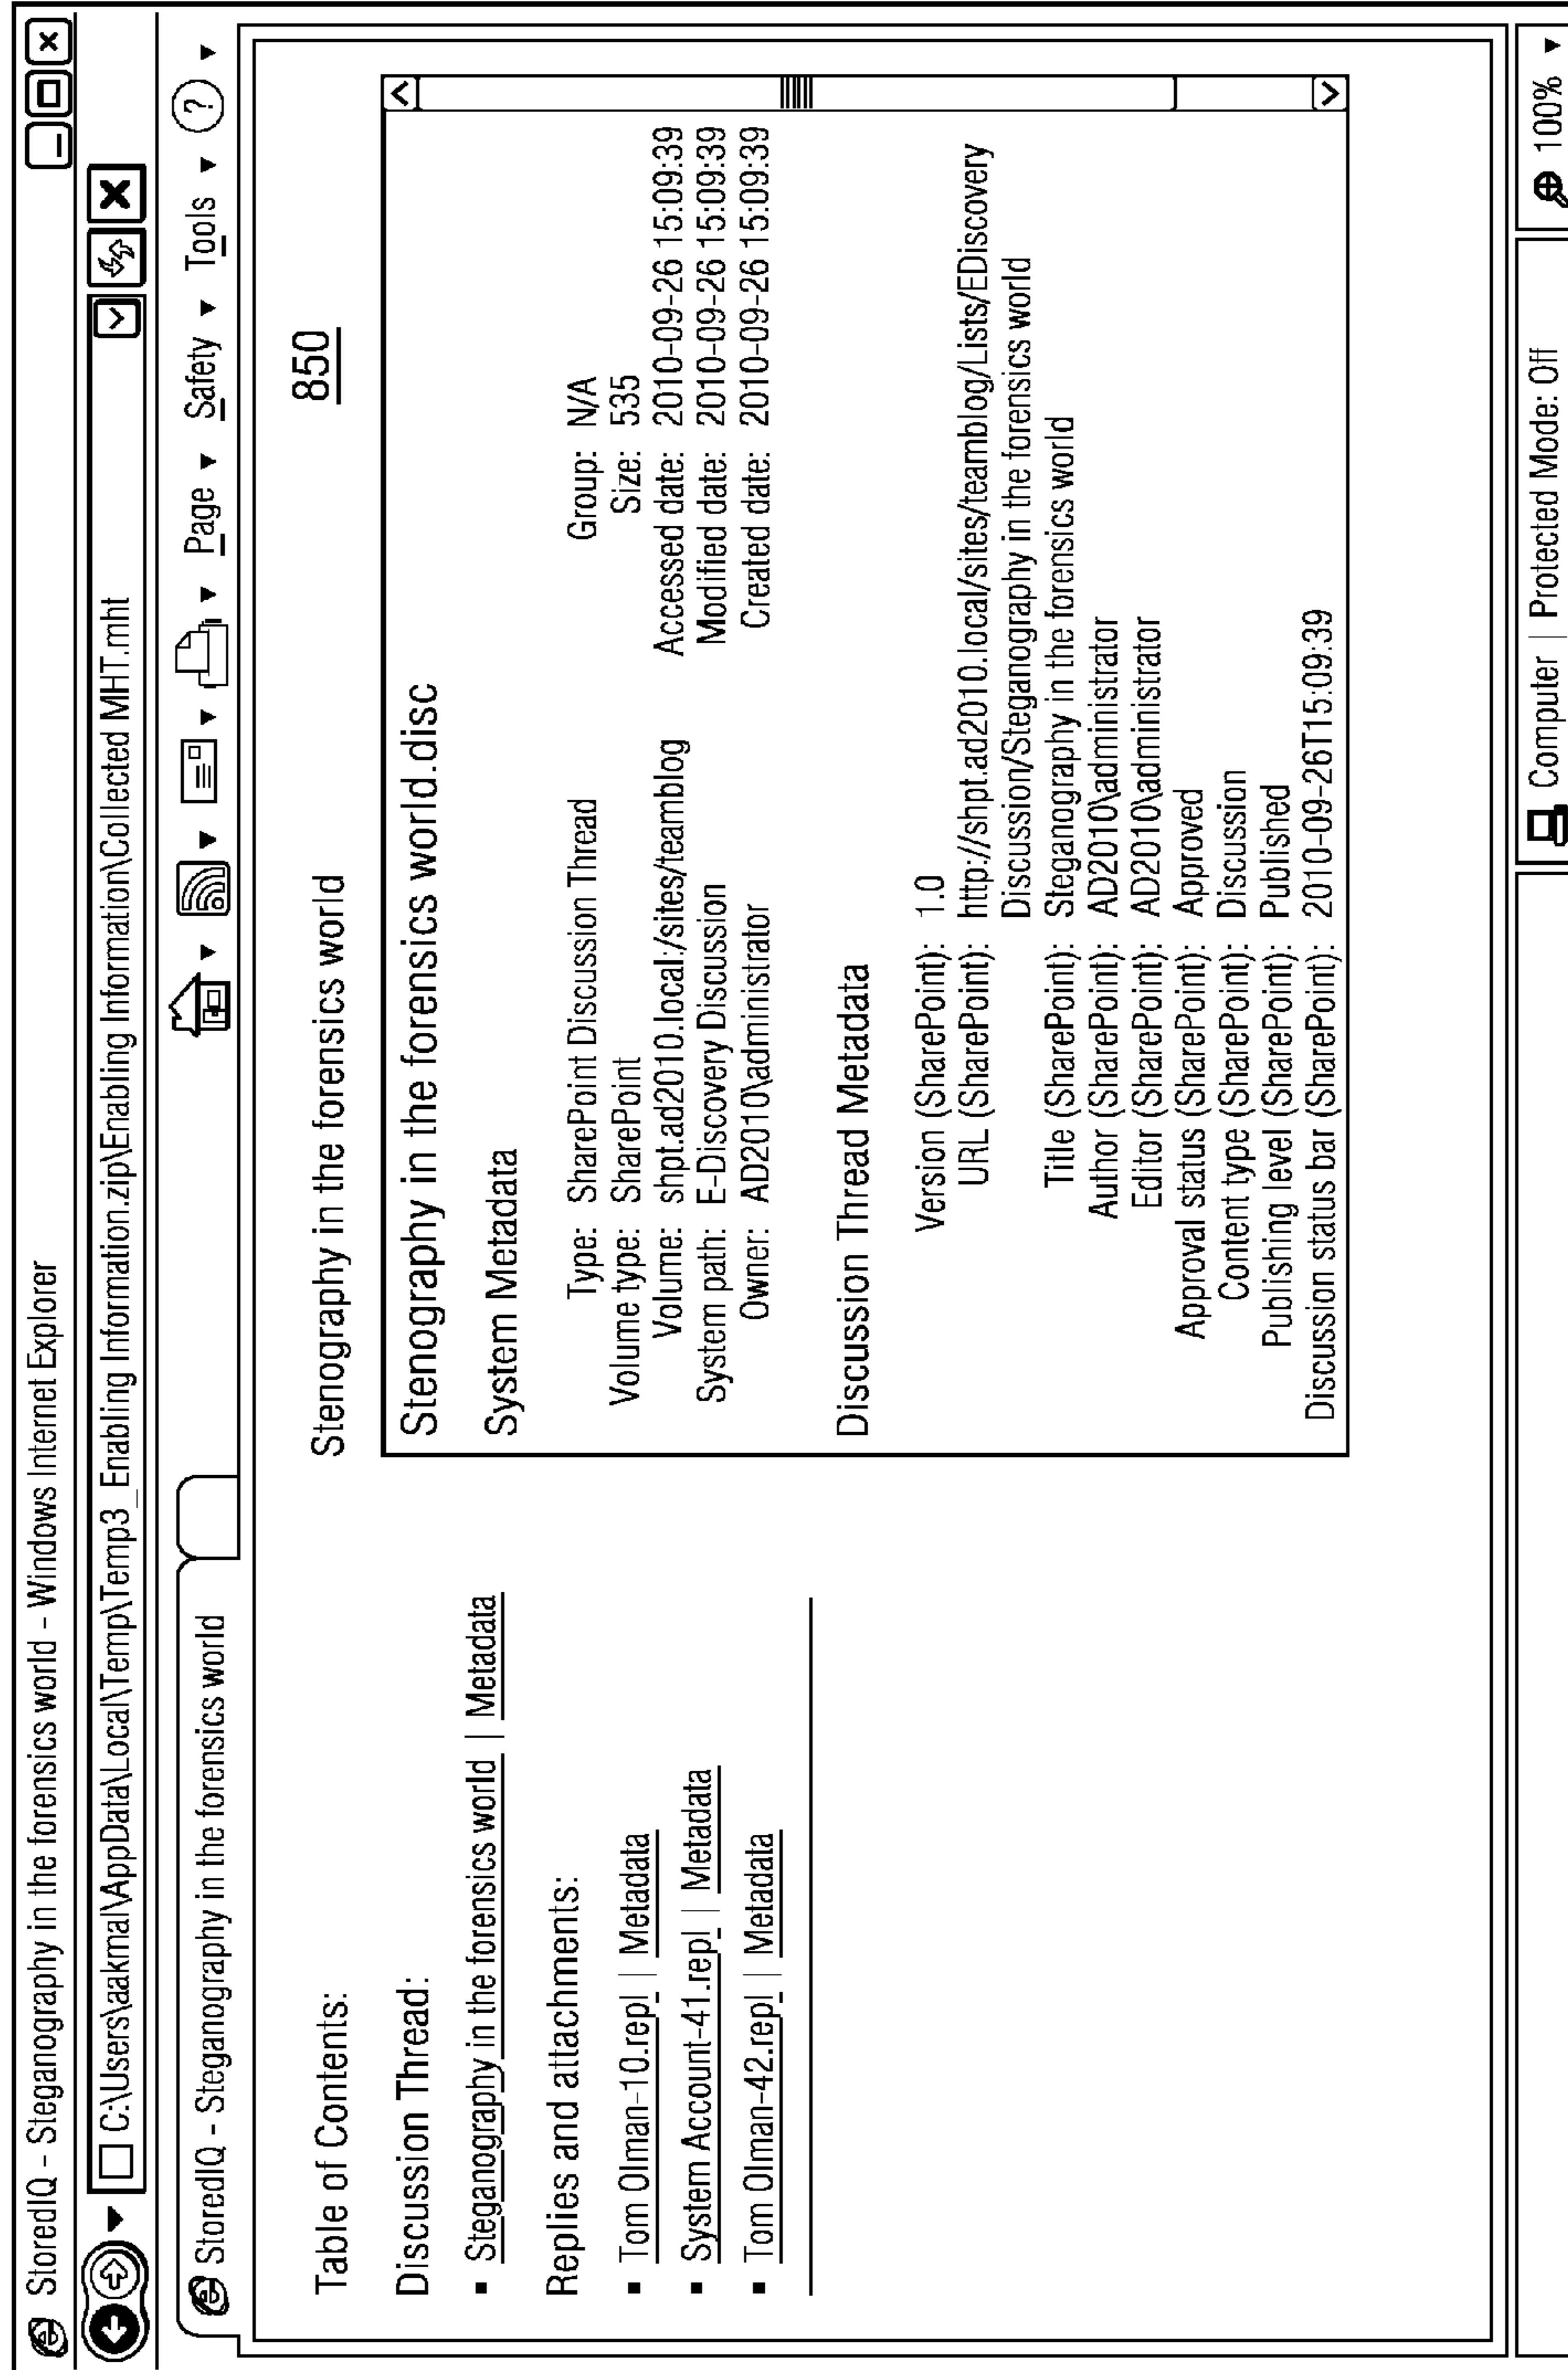 StoredIQ - Steganography in the forensics world - Windows Internet Explorer
C:\Users\aakmal\AppData\Local\Temp\Temp3_Enabling Information.zip\Enabling Information\Collected MHT.mht
StoredIQ - Steganography in the forensics world
Page Safety Tools ?
850
Table of Contents:
Discussion Thread:
▪ Steganography in the forensics world | Metadata
Replies and attachments:
▪ Tom Olman-10.repl | Metadata
▪ System Account-41.repl | Metadata
▪ Tom Olman-42.repl | Metadata
Stenography in the forensics world
Stenography in the forensics world.disc
System Metadata
Type: SharePoint Discussion Thread Group: N/A
Volume type: SharePoint Size: 535
Volume: shpt.ad2010.local:/sites/teamblog Accessed date: 2010-09-26 15:09:39
System path: E-Discovery Discussion Modified date: 2010-09-26 15:09:39
Owner: AD2010\administrator Created date: 2010-09-26 15:09:39
Discussion Thread Metadata
Version (SharePoint): 1.0
URL (SharePoint): http://shpt.ad2010.local/sites/teamblog/Lists/EDiscovery
Discussion/Steganography in the forensics world
Title (SharePoint): Steganography in the forensics world
Author (SharePoint): AD2010\administrator
Editor (SharePoint): AD2010\administrator
Approval status (SharePoint): Approved
Content type (SharePoint): Discussion
Publishing level (SharePoint): Published
Discussion status bar (SharePoint): 2010-09-26T15:09:39
Computer | Protected Mode: Off
100%